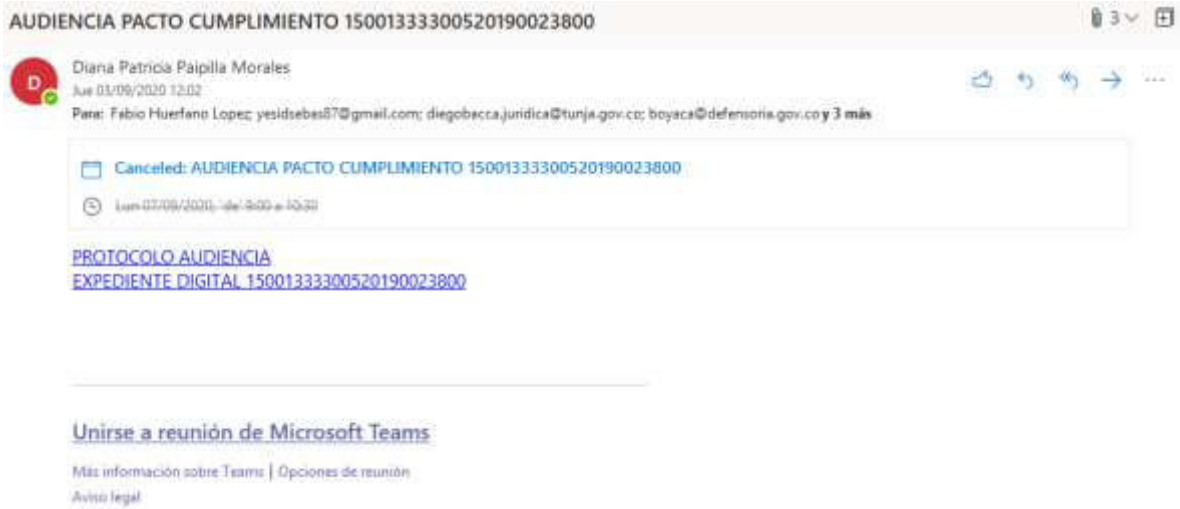 AUDIENCIA PACTO CUMPLIMIENTO 15001333300520190023800
3
D
Diana Patricia Paipilla Morales
Jue 03/09/2020 12:02
Para: Fabio Huerfano Lopez; yesidsebas87@gmail.com; diegobacca.juridica@tunja.gov.co; boyaca@defensoria.gov.co y 3 más
Canceled: AUDIENCIA PACTO CUMPLIMIENTO 15001333300520190023800
Lun 07/09/2020, 'de' 9:00 a 10:30
PROTOCOLO AUDIENCIA
EXPEDIENTE DIGITAL 15001333300520190023800
Unirse a reunión de Microsoft Teams
Más información sobre Teams | Opciones de reunión
Aviso legal